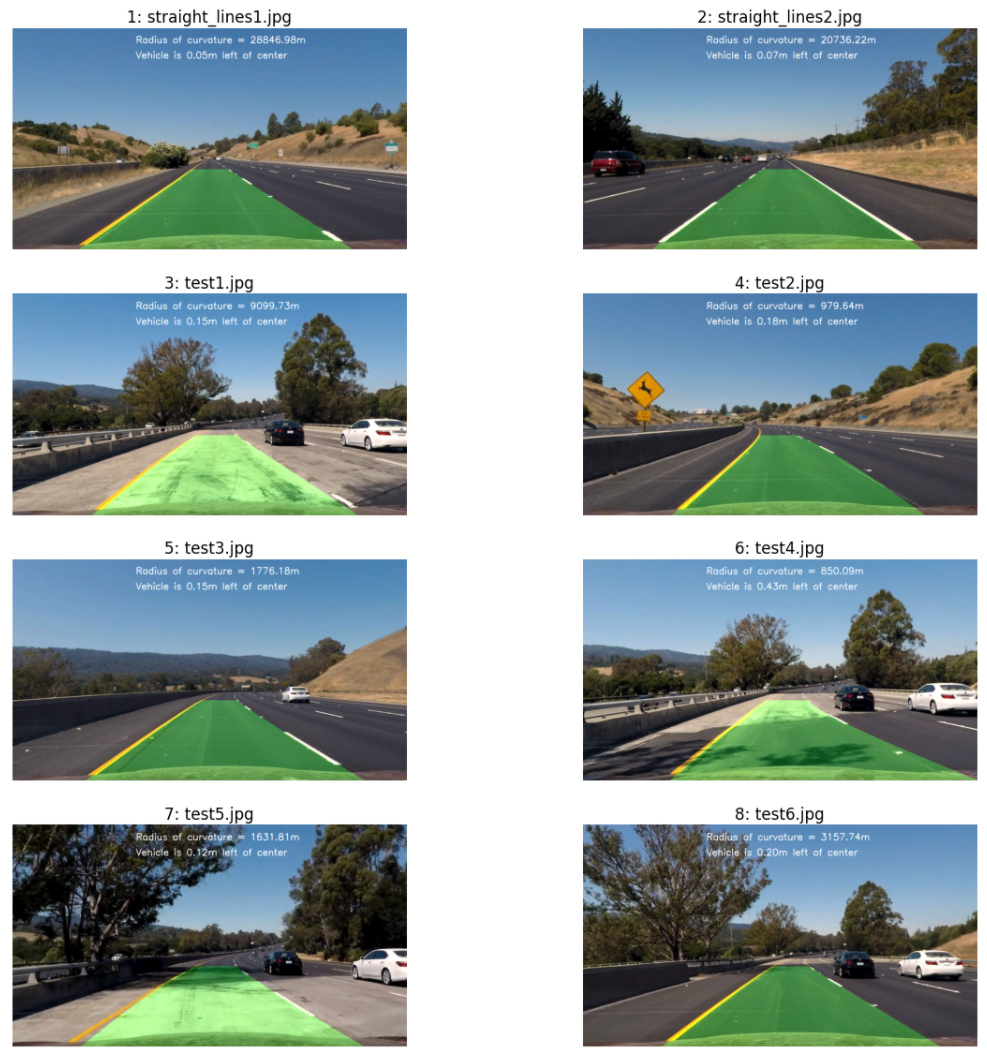 1: straight_lines1.jpg
2: straight_lines2.jpg
Radius of curvature = 28846.98m
Vehicle is 0.05m left of center
Radius of curvature = 20736.22m
Vehicle is 0.07m left of center
3: test1.jpg
4: test2.jpg
Radius of curvature = 9099.73m
Vehicle is 0.15m left of center
Radius of curvature = 979.64m
Vehicle is 0.18m left of center
5: test3.jpg
6: test4.jpg
Radius of curvature = 1776.18m
Vehicle is 0.15m left of center
Radius of curvature = 850.09m
Vehicle is 0.43m left of center
7: test5.jpg
8: test6.jpg
Radius of curvature = 1631.81m
Vehicle is 0.12m left of center
Radius of curvature = 3157.74m
Vehicle is 0.20m left of center